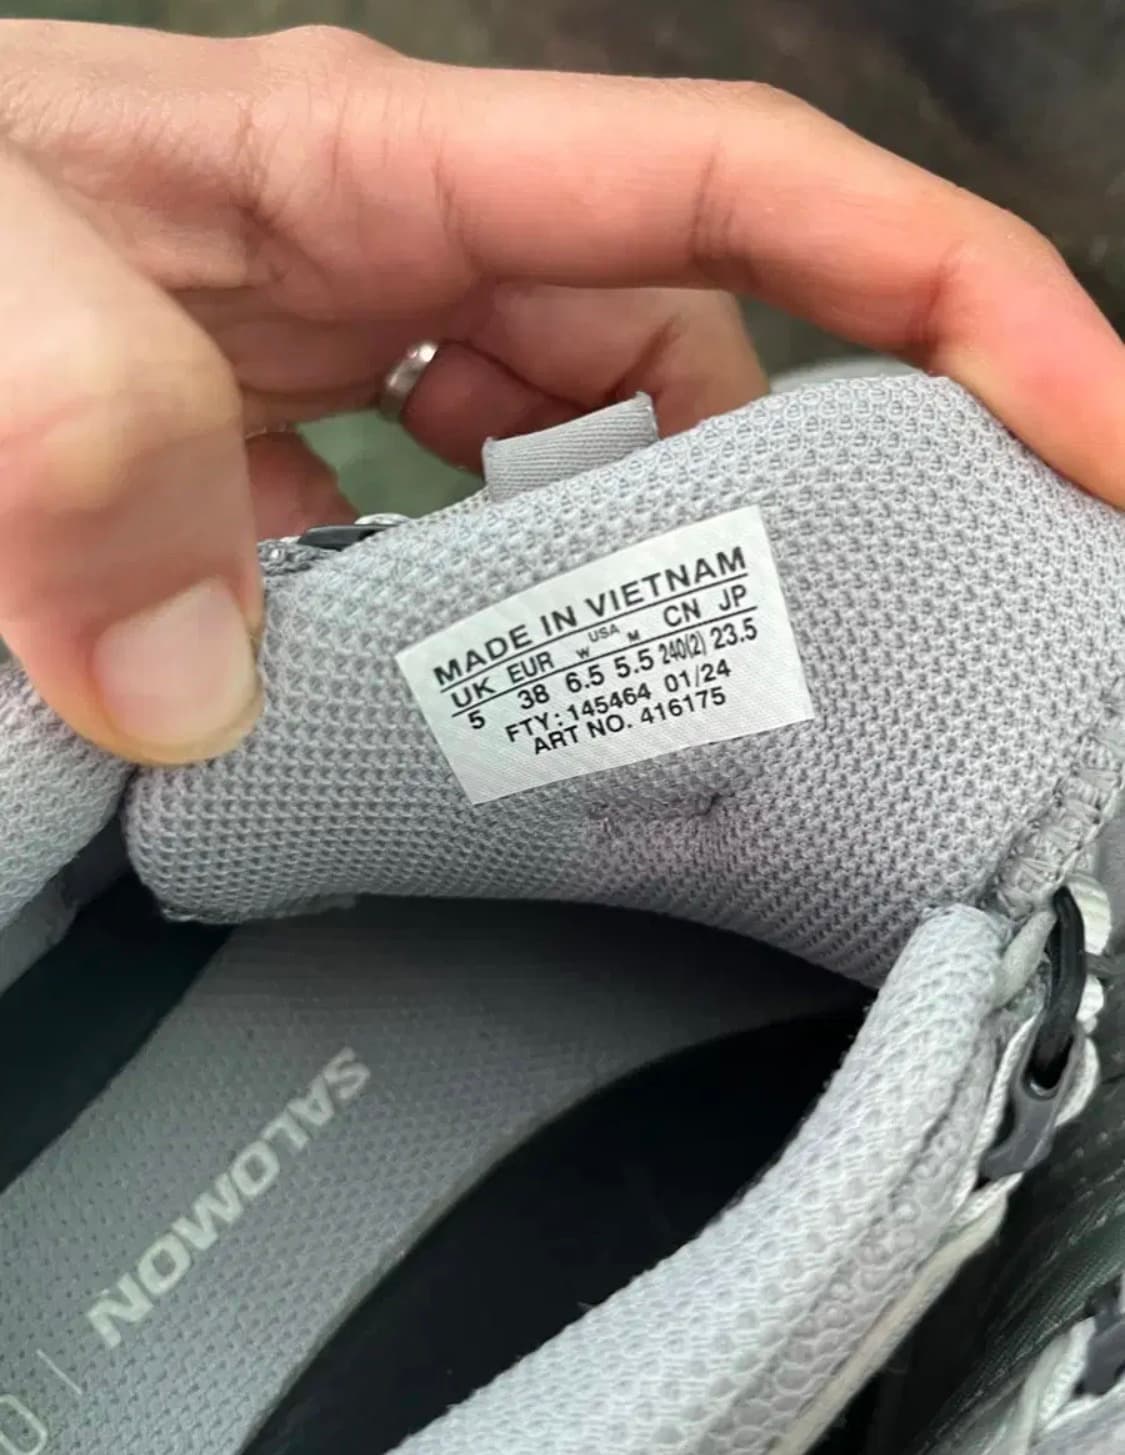 MADE IN VIETNAM
UK EUR W USA M CN JP
5 38 6.5 5.5 240(2) 23.5
FTY: 145464 01/24
ART NO. 416175
SALOMON